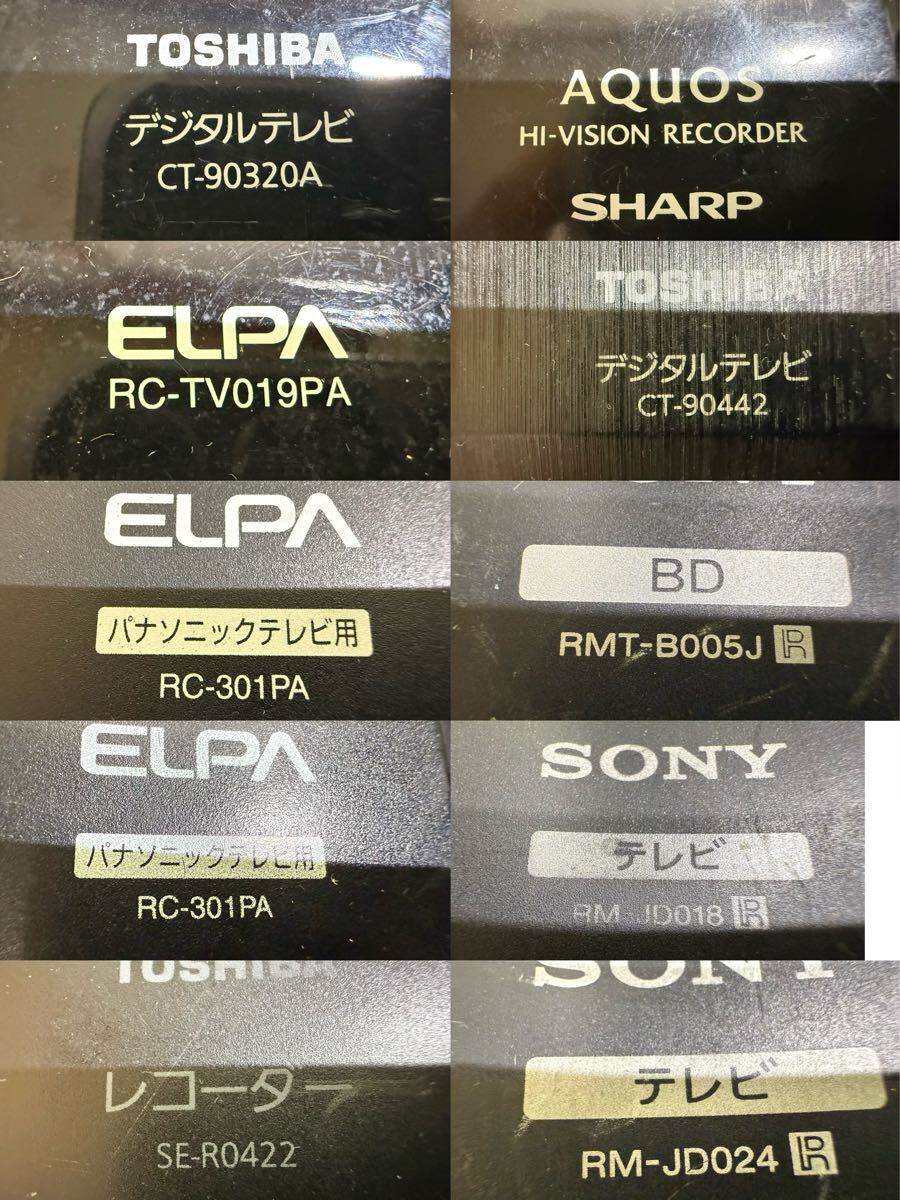 TOSHIBA
デジタルテレビ
CT-90320A
AQUOS
HI-VISION RECORDER
SHARP
ELPA
RC-TV019PA
TOSHIBA
デジタルテレビ
CT-90442
ELPA
パナソニックテレビ用
RC-301PA
BD
RMT-B005J R
ELPA
パナソニックテレビ用
RC-301PA
SONY
テレビ
RM-JD018 R
TOSHIBA
レコーター
SE-R0422
SONY
テレビ
RM-JD024 R